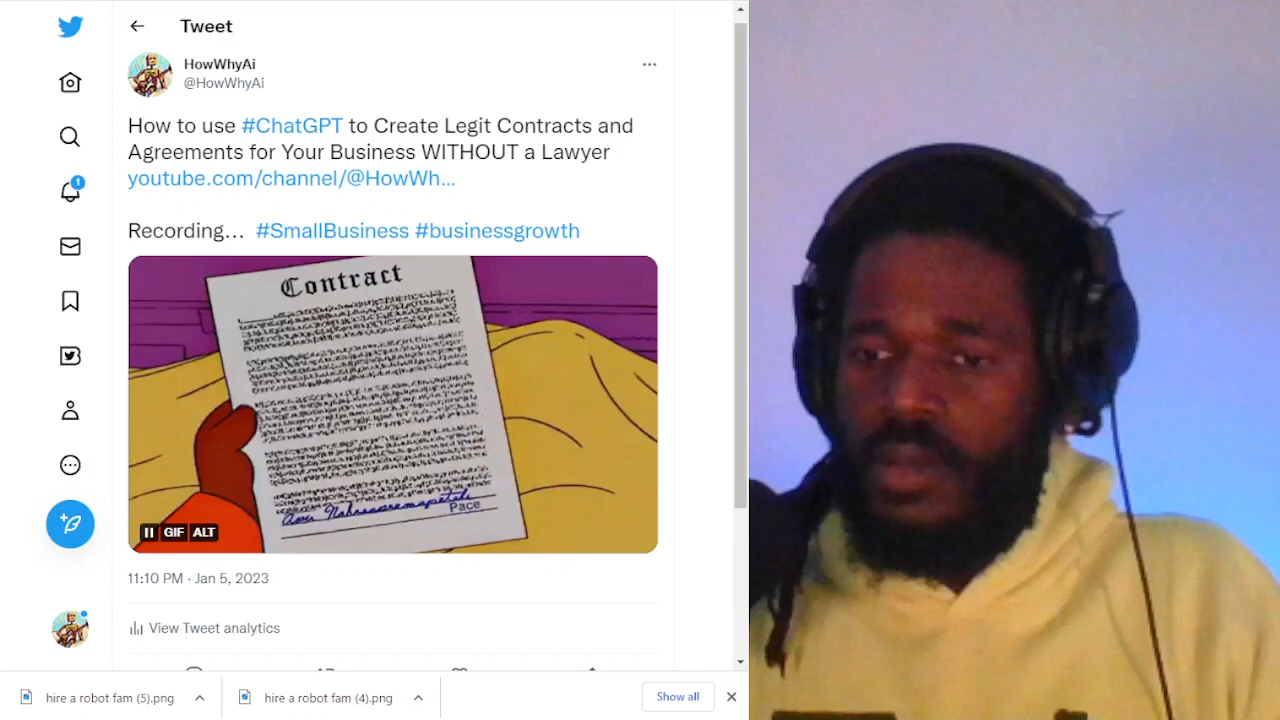 Tweet
HowWhyAi
@HowWhyAi
How to use #ChatGPT to Create Legit Contracts and
Agreements for Your Business WITHOUT a Lawyer
youtube.com/channel/@HowWh…
Recording… #SmallBusiness #businessgrowth
Contract
Pace
GIF ALT
11:10 PM · Jan 5, 2023
View Tweet analytics
1
hire a robot fam (5).png
hire a robot fam (4).png
Show all